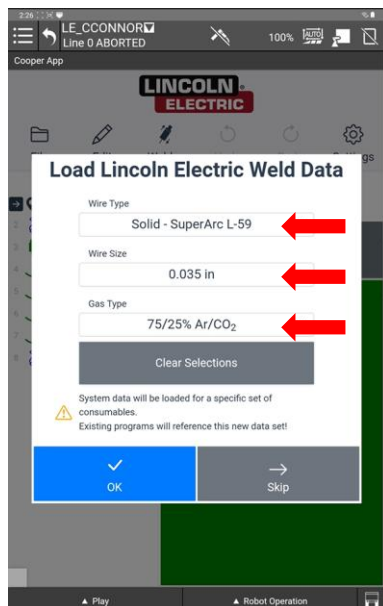 2:26
LE_CCONNOR
Line 0 ABORTED
100%
AUTO
Cooper App
LINCOLN
ELECTRIC
Load Lincoln Electric Weld Data
Wire Type
Solid - SuperArc L-59
Wire Size
0.035 in
Gas Type
75/25% Ar/CO₂
Clear Selections
System data will be loaded for a specific set of
consumables.
Existing programs will reference this new data set!
OK
Skip
▲ Play
▲ Robot Operation